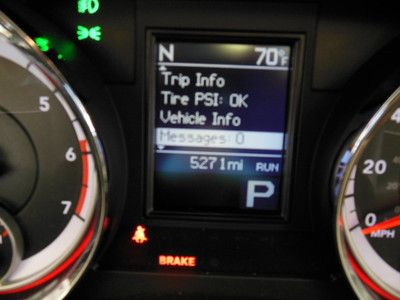 N 70°F
Trip Info
Tire PSI: OK
Vehicle Info
Messages: 0
5271mi RUN
P
5
6
7
4
20
0
MPH
BRAKE